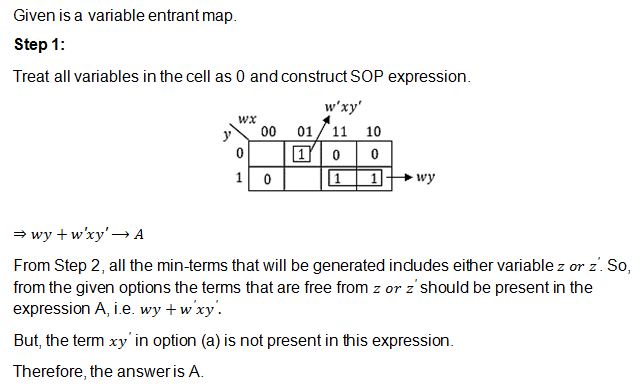 Given is a variable entrant map.
Step 1:
Treat all variables in the cell as 0 and construct SOP expression.
w'xy'
wx
y 00 01 11 10
0 1 0 0
1 0 1 1 → wy
⇒ wy + w'xy' → A
From Step 2, all the min-terms that will be generated includes either variable z or z'. So,
from the given options the terms that are free from z or z' should be present in the
expression A, i.e. wy + w'xy'.
But, the term xy' in option (a) is not present in this expression.
Therefore, the answer is A.